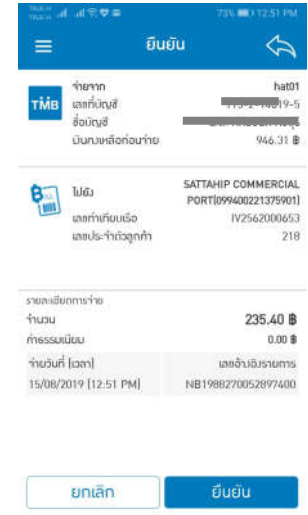 73% 12:51 PM
ยืนยัน
จ่ายจาก hat01
TMB เลขที่บัญชี 9-5
ชื่อบัญชี
เงินคงเหลือก่อนจ่าย 946.31 ฿
ไปยัง SATTAHIP COMMERCIAL
PORT(099400221375901)
เลขท่าเทียบเรือ IV2562000653
เลขประจำตัวลูกค้า 218
รายละเอียดการจ่าย
จำนวน 235.40 ฿
ค่าธรรมเนียม 0.00 ฿
จ่ายวันที่ (เวลา) เลขอ้างอิงรายการ
15/08/2019 (12:51 PM) NB1988270052897400
ยกเลิก ยืนยัน